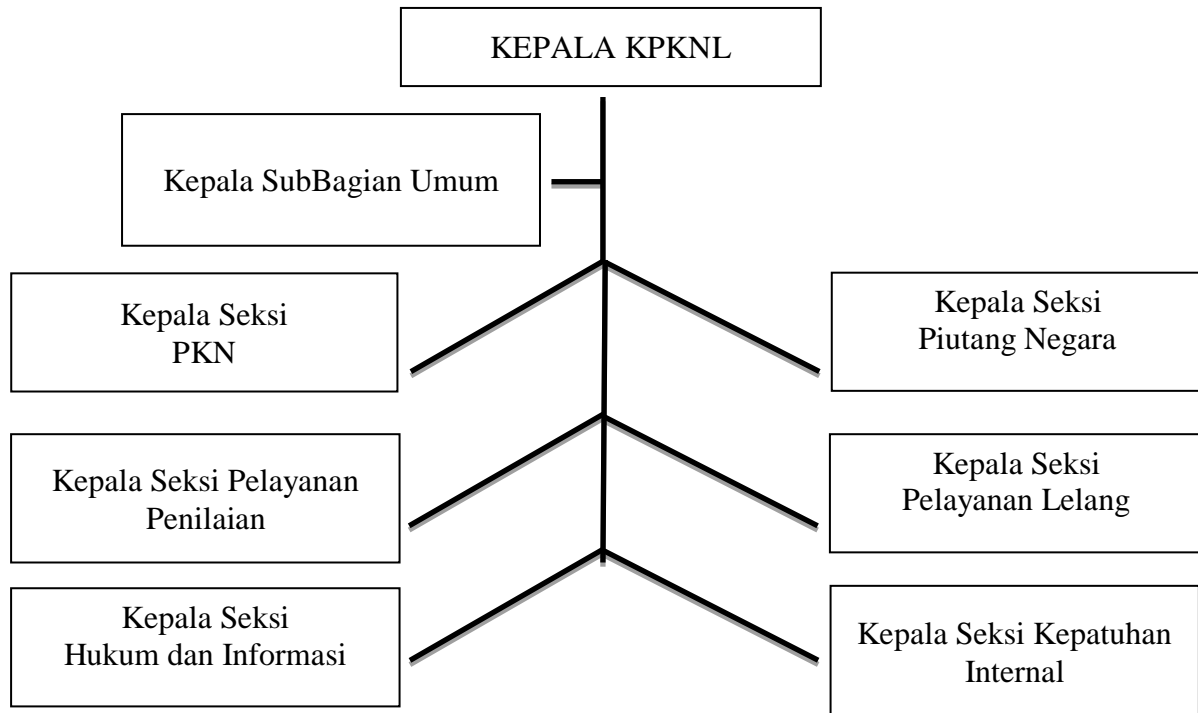 KEPALA KPKNL
Kepala SubBagian Umum
Kepala Seksi
PKN
Kepala Seksi
Piutang Negara
Kepala Seksi Pelayanan
Penilaian
Kepala Seksi
Pelayanan Lelang
Kepala Seksi
Hukum dan Informasi
Kepala Seksi Kepatuhan
Internal